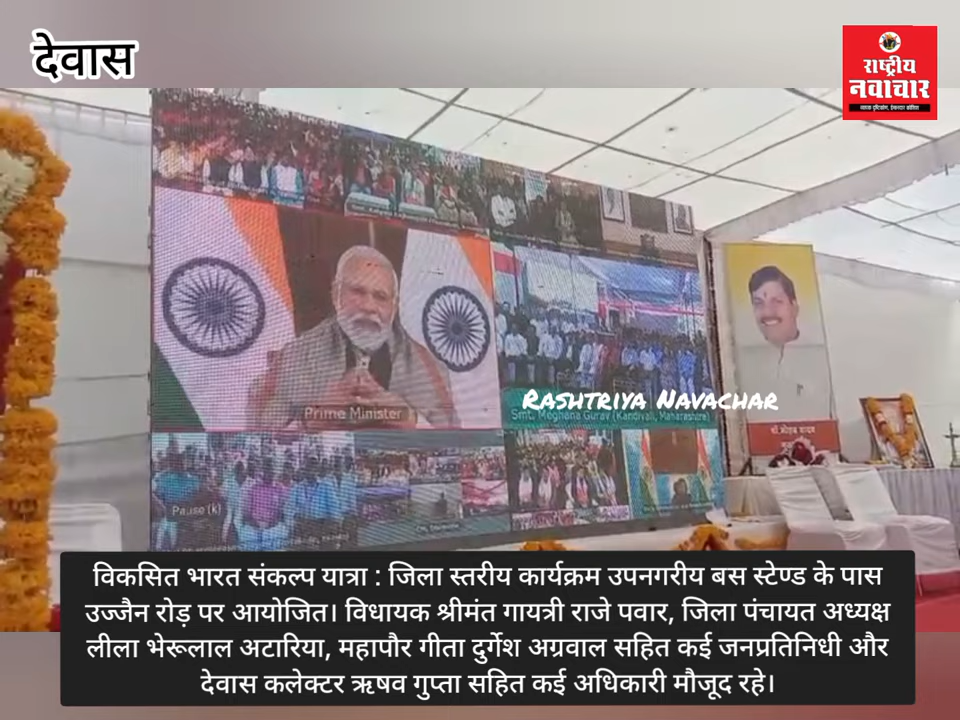 देवास
राष्ट्रीय
नवाचार
Prime Minister
RASHTRIYA NAVACHAR
Smt. Meghana Gurav (Kandivali, Maharashtra)
Pause (k)
विकसित भारत संकल्प यात्रा : जिला स्तरीय कार्यक्रम उपनगरीय बस स्टेण्ड के पास
उज्जैन रोड़ पर आयोजित। विधायक श्रीमंत गायत्री राजे पवार, जिला पंचायत अध्यक्ष
लीला भेरूलाल अटारिया, महापौर गीता दुर्गेश अग्रवाल सहित कई जनप्रतिनिधी और
देवास कलेक्टर ऋषव गुप्ता सहित कई अधिकारी मौजूद रहे।